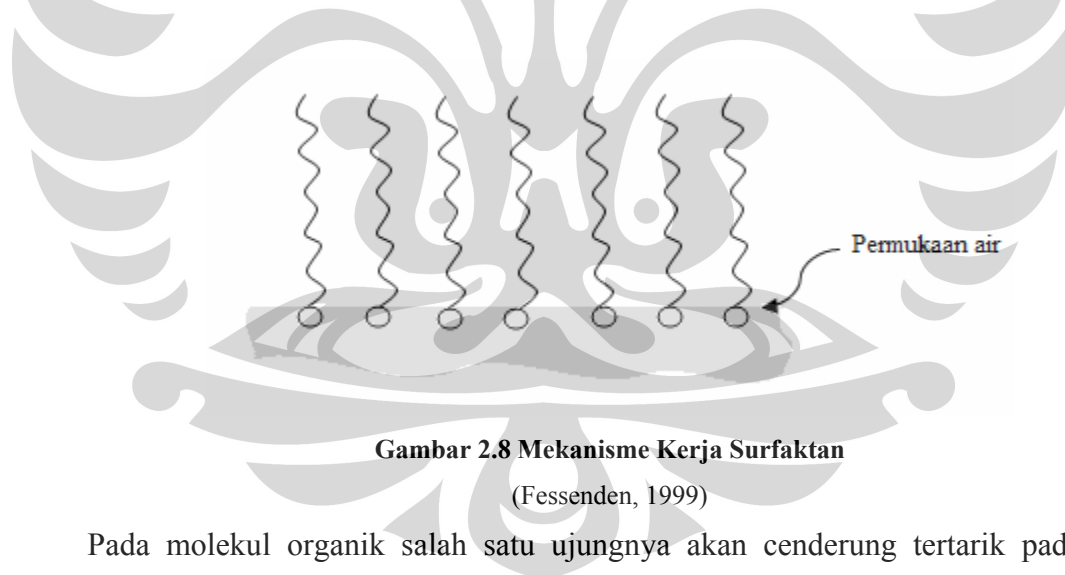 Permukaan air
Gambar 2.8 Mekanisme Kerja Surfaktan
(Fessenden, 1999)
Pada molekul organik salah satu ujungnya akan cenderung tertarik pad